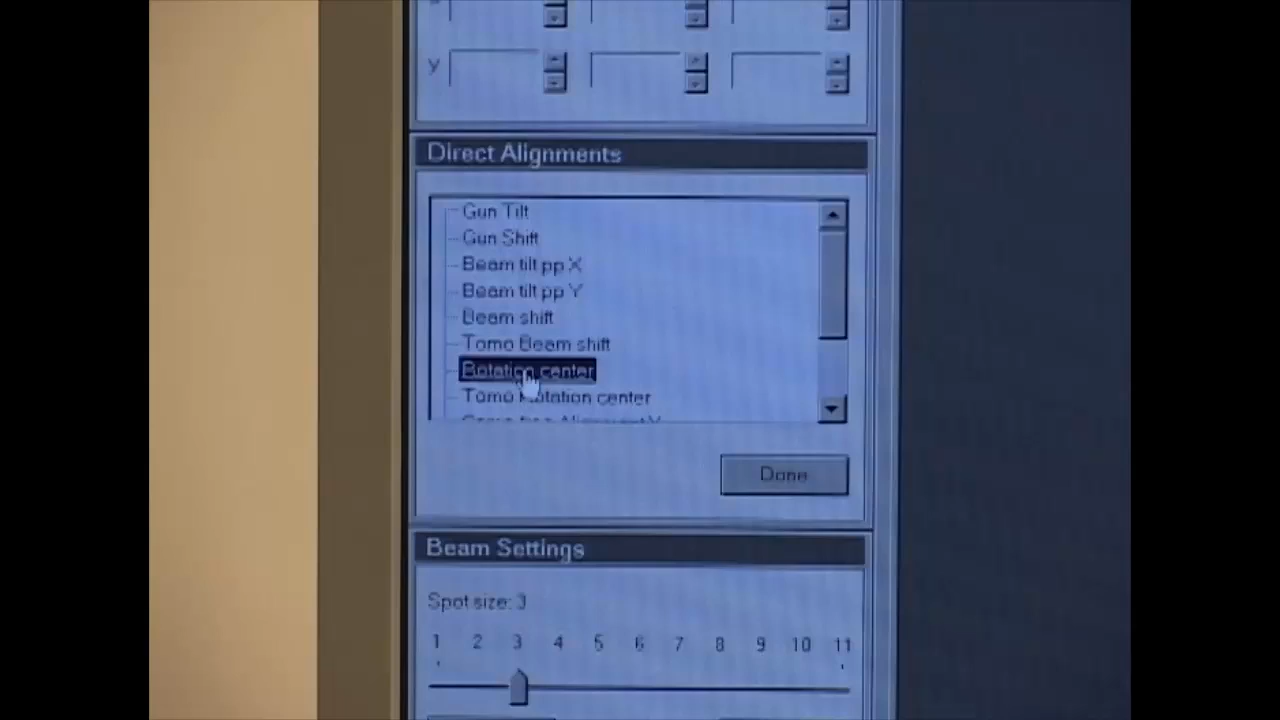 y
Direct Alignments
Gun Tilt
Gun Shift
Beam tilt pp X
Beam tilt pp Y
Beam shift
Tomo Beam shift
Rotation center
Tomo Rotation center
Done
Beam Settings
Spot size: 3
1 2 3 4 5 6 7 8 9 10 11